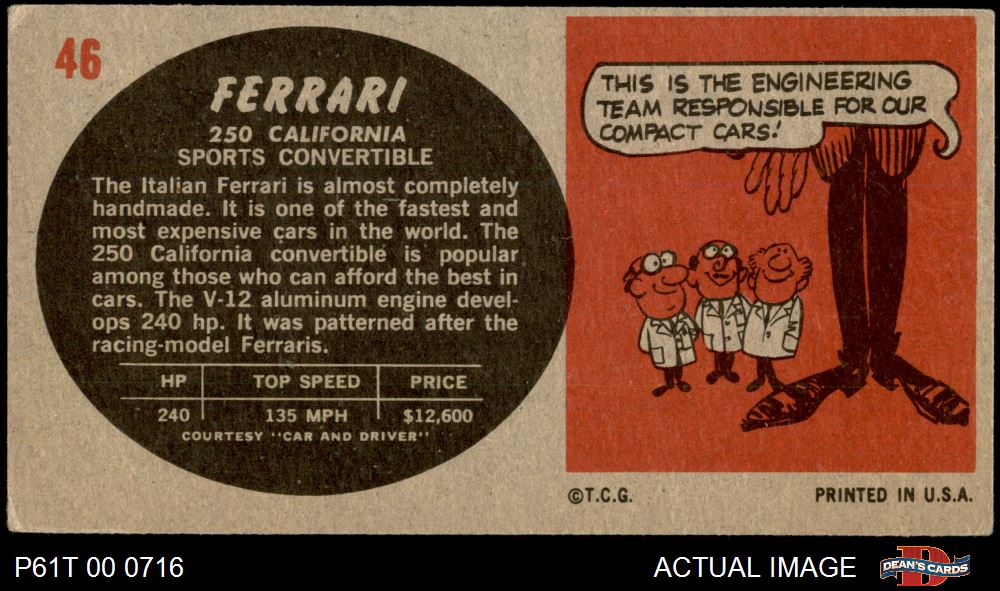 46
FERRARI
250 CALIFORNIA
SPORTS CONVERTIBLE
The Italian Ferrari is almost completely
handmade. It is one of the fastest and
most expensive cars in the world. The
250 California convertible is popular
among those who can afford the best in
cars. The V-12 aluminum engine devel-
ops 240 hp. It was patterned after the
racing-model Ferraris.
HP TOP SPEED PRICE
240 135 MPH $12,600
COURTESY "CAR AND DRIVER"
THIS IS THE ENGINEERING
TEAM RESPONSIBLE FOR OUR
COMPACT CARS!
©T.C.G. PRINTED IN U.S.A.
P61T 00 0716
ACTUAL IMAGE
D
DEAN'S CARDS